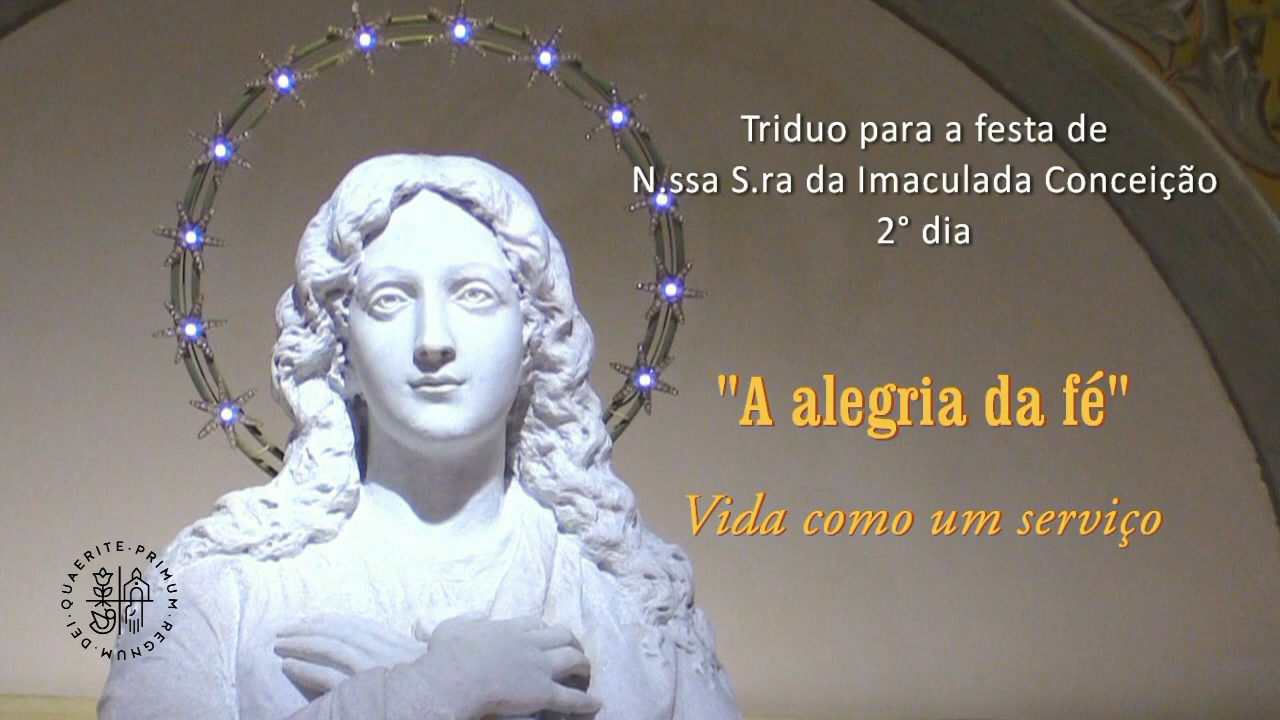 Triduo para a festa de
N.ssa S.ra da Imaculada Conceição
2° dia
"A alegria da fé"
Vida como um serviço
QUAERITE·PRIMUM·REGNUM·DEI·